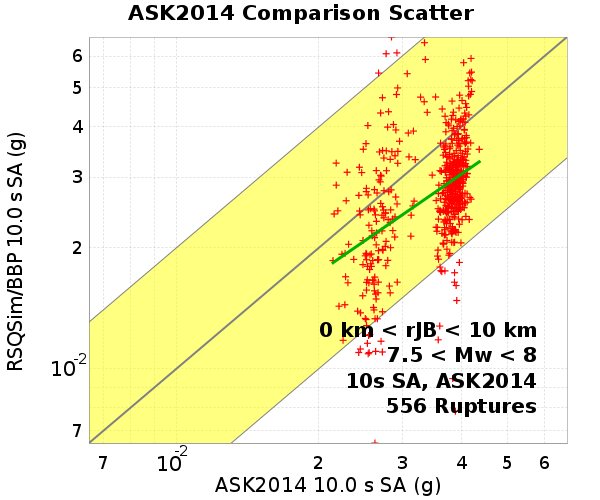 ASK2014 Comparison Scatter
RSQSim/BBP 10.0 s SA (g)
6
5
4
3
2
10⁻²
7
0 km < rJB < 10 km
7.5 < Mw < 8
10s SA, ASK2014
556 Ruptures
7 10⁻² 2 3 4 5 6
ASK2014 10.0 s SA (g)